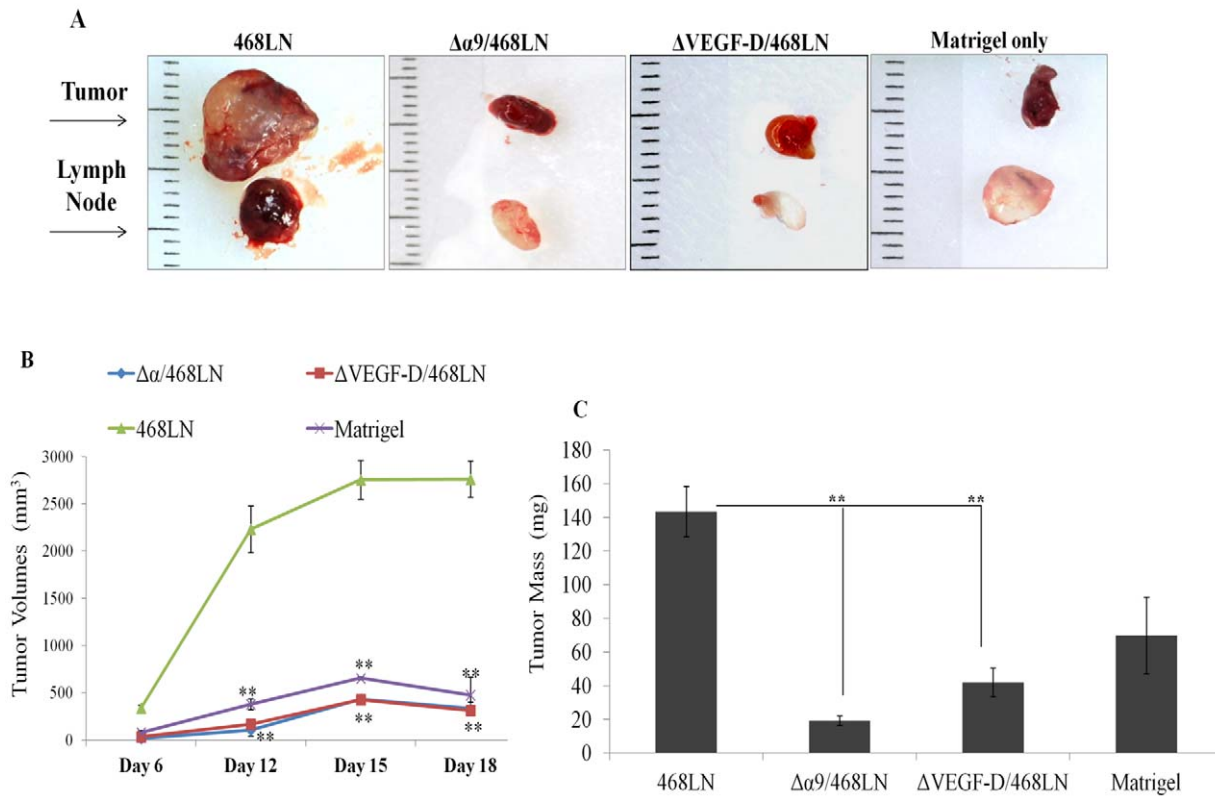 A
468LN
Δα9/468LN
ΔVEGF-D/468LN
Matrigel only
Tumor
Lymph
Node
B
Δα/468LN
ΔVEGF-D/468LN
468LN
Matrigel
Tumor Volumes (mm³)
3000
2500
2000
1500
1000
500
0
**
**
**
**
**
**
Day 6
Day 12
Day 15
Day 18
C
Tumor Mass (mg)
180
160
140
120
100
80
60
40
20
0
**
**
468LN
Δα9/468LN
ΔVEGF-D/468LN
Matrigel